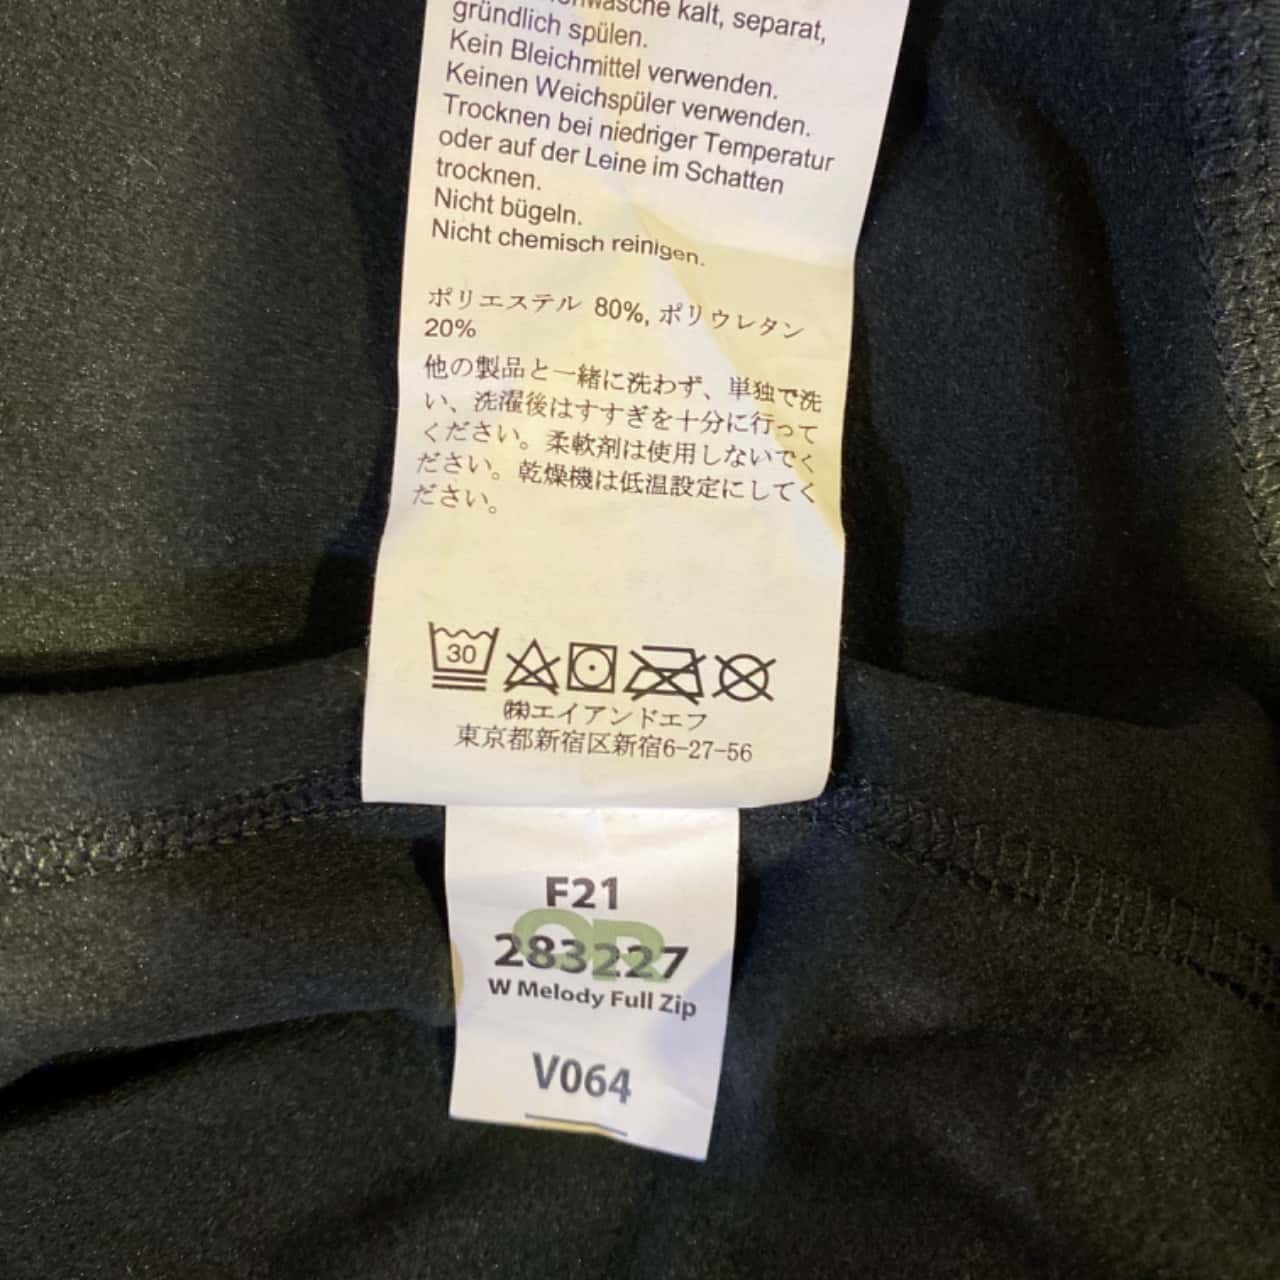 kalt, separat,
gründlich spülen.
Kein Bleichmittel verwenden.
Keinen Weichspüler verwenden.
Trocknen bei niedriger Temperatur
oder auf der Leine im Schatten
trocknen.
Nicht bügeln.
Nicht chemisch reinigen.
ポリエステル 80%, ポリウレタン
20%
他の製品と一緒に洗わず、単独で洗
い、洗濯後はすすぎを十分に行って
ください。柔軟剤は使用しないでく
ださい。乾燥機は低温設定にしてく
ださい。
30
㈱エイアンドエフ
東京都新宿区新宿6-27-56
F21
OR
283227
W Melody Full Zip
V064